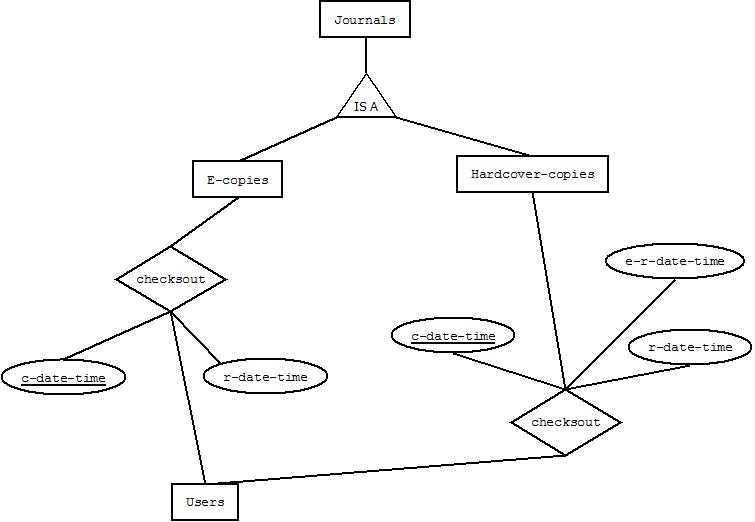 Journals
IS A
E-copies
Hardcover-copies
checksout
e-r-date-time
c-date-time
r-date-time
c-date-time
r-date-time
checksout
Users